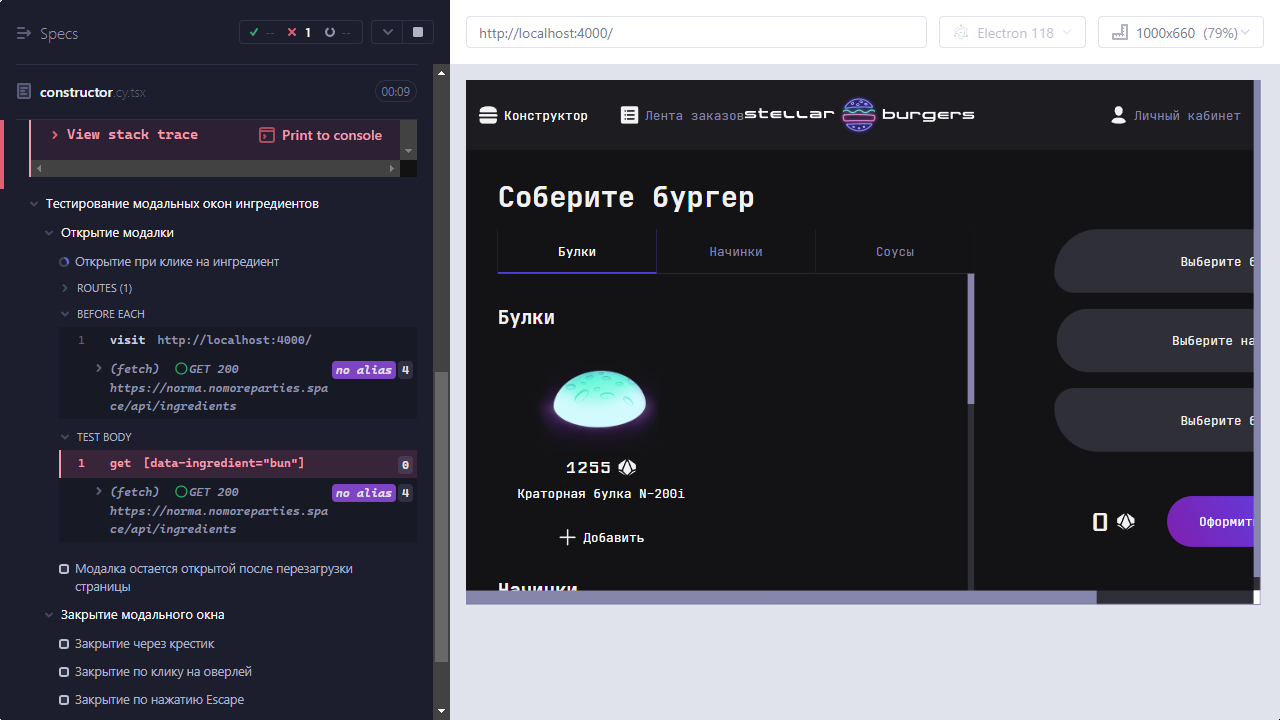 Specs
-- 1 --
constructor.cy.tsx
00:09
View stack trace
Print to console
Тестирование модальных окон ингредиентов
Открытие модалки
Открытие при клике на ингредиент
ROUTES (1)
BEFORE EACH
1 visit http://localhost:4000/
(fetch) GET 200 no alias 4
https://norma.nomoreparties.spa
ce/api/ingredients
TEST BODY
1 get [data-ingredient="bun"] 0
(fetch) GET 200 no alias 4
https://norma.nomoreparties.spa
ce/api/ingredients
Модалка остается открытой после перезагрузки
страницы
Закрытие модального окна
Закрытие через крестик
Закрытие по клику на оверлей
Закрытие по нажатию Escape
http://localhost:4000/
Electron 118
1000x660 (79%)
Конструктор
Лента заказов
stellar burgers
Личный кабинет
Соберите бургер
Булки
Начинки
Соусы
Булки
1255
Краторная булка N-200i
Добавить
Начинки
Выберите б
Выберите на
Выберите б
0
Оформить